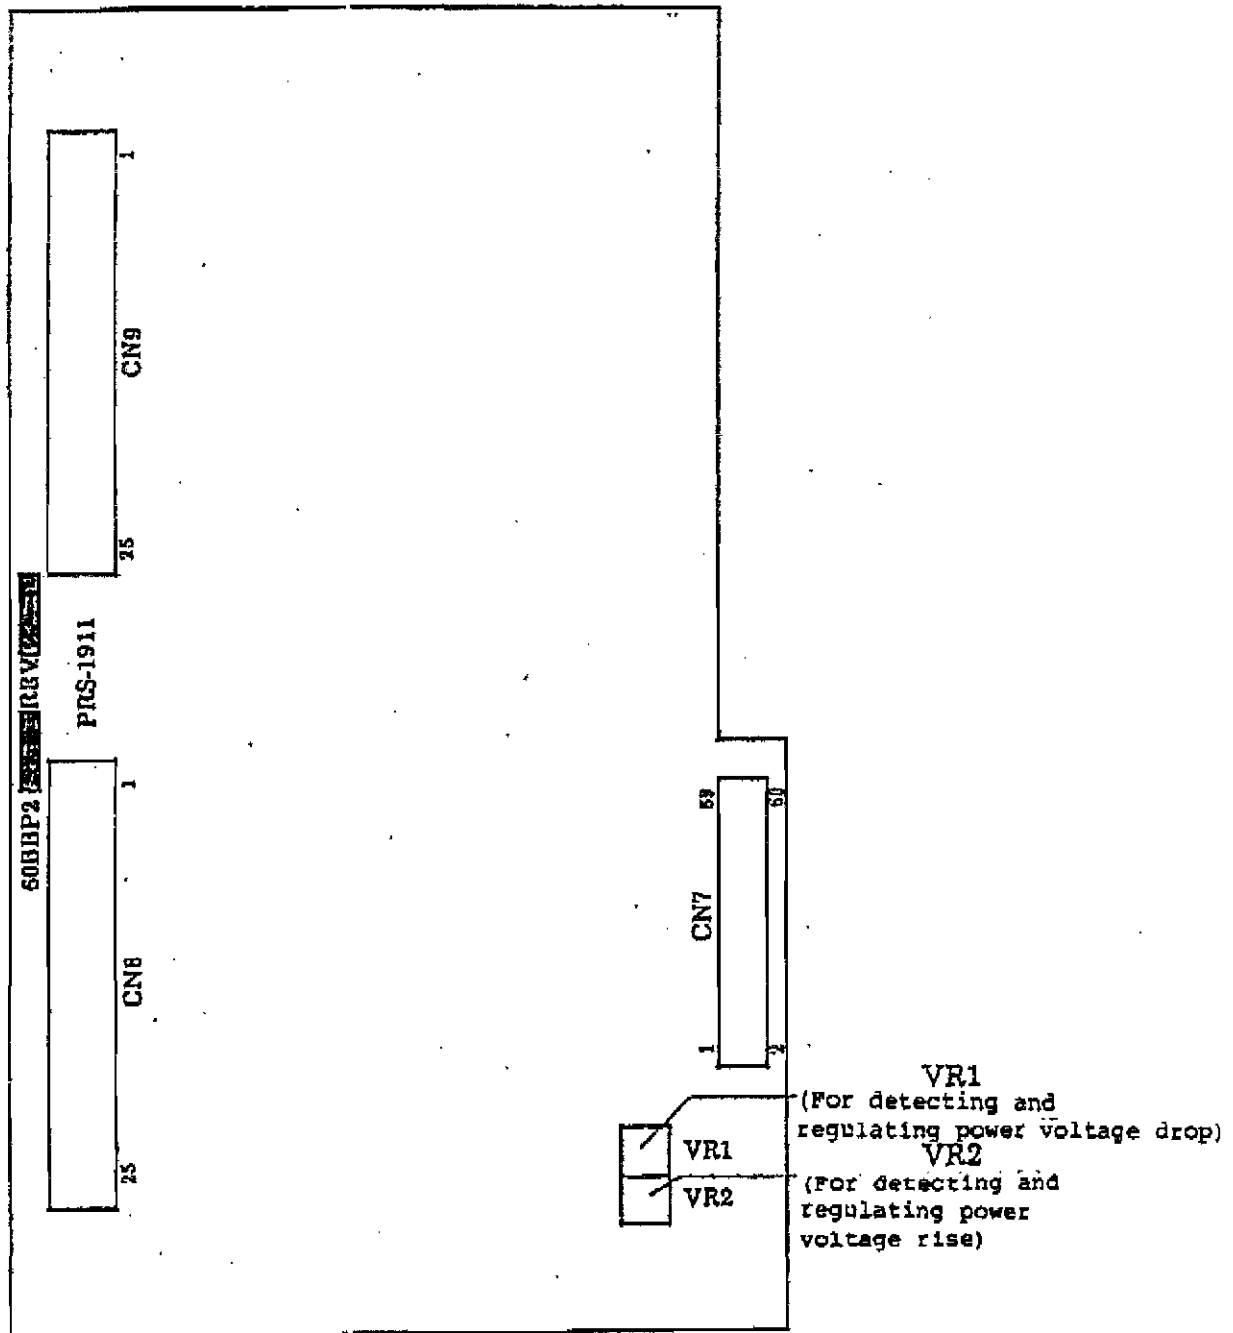 1
CN9
25
PRS-1911
60BBP2
RBV
1
CN8
25
59
60
CN7
1
2
VR1
(For detecting and
regulating power voltage drop)
VR1
VR2
VR2
(For detecting and
regulating power
voltage rise)